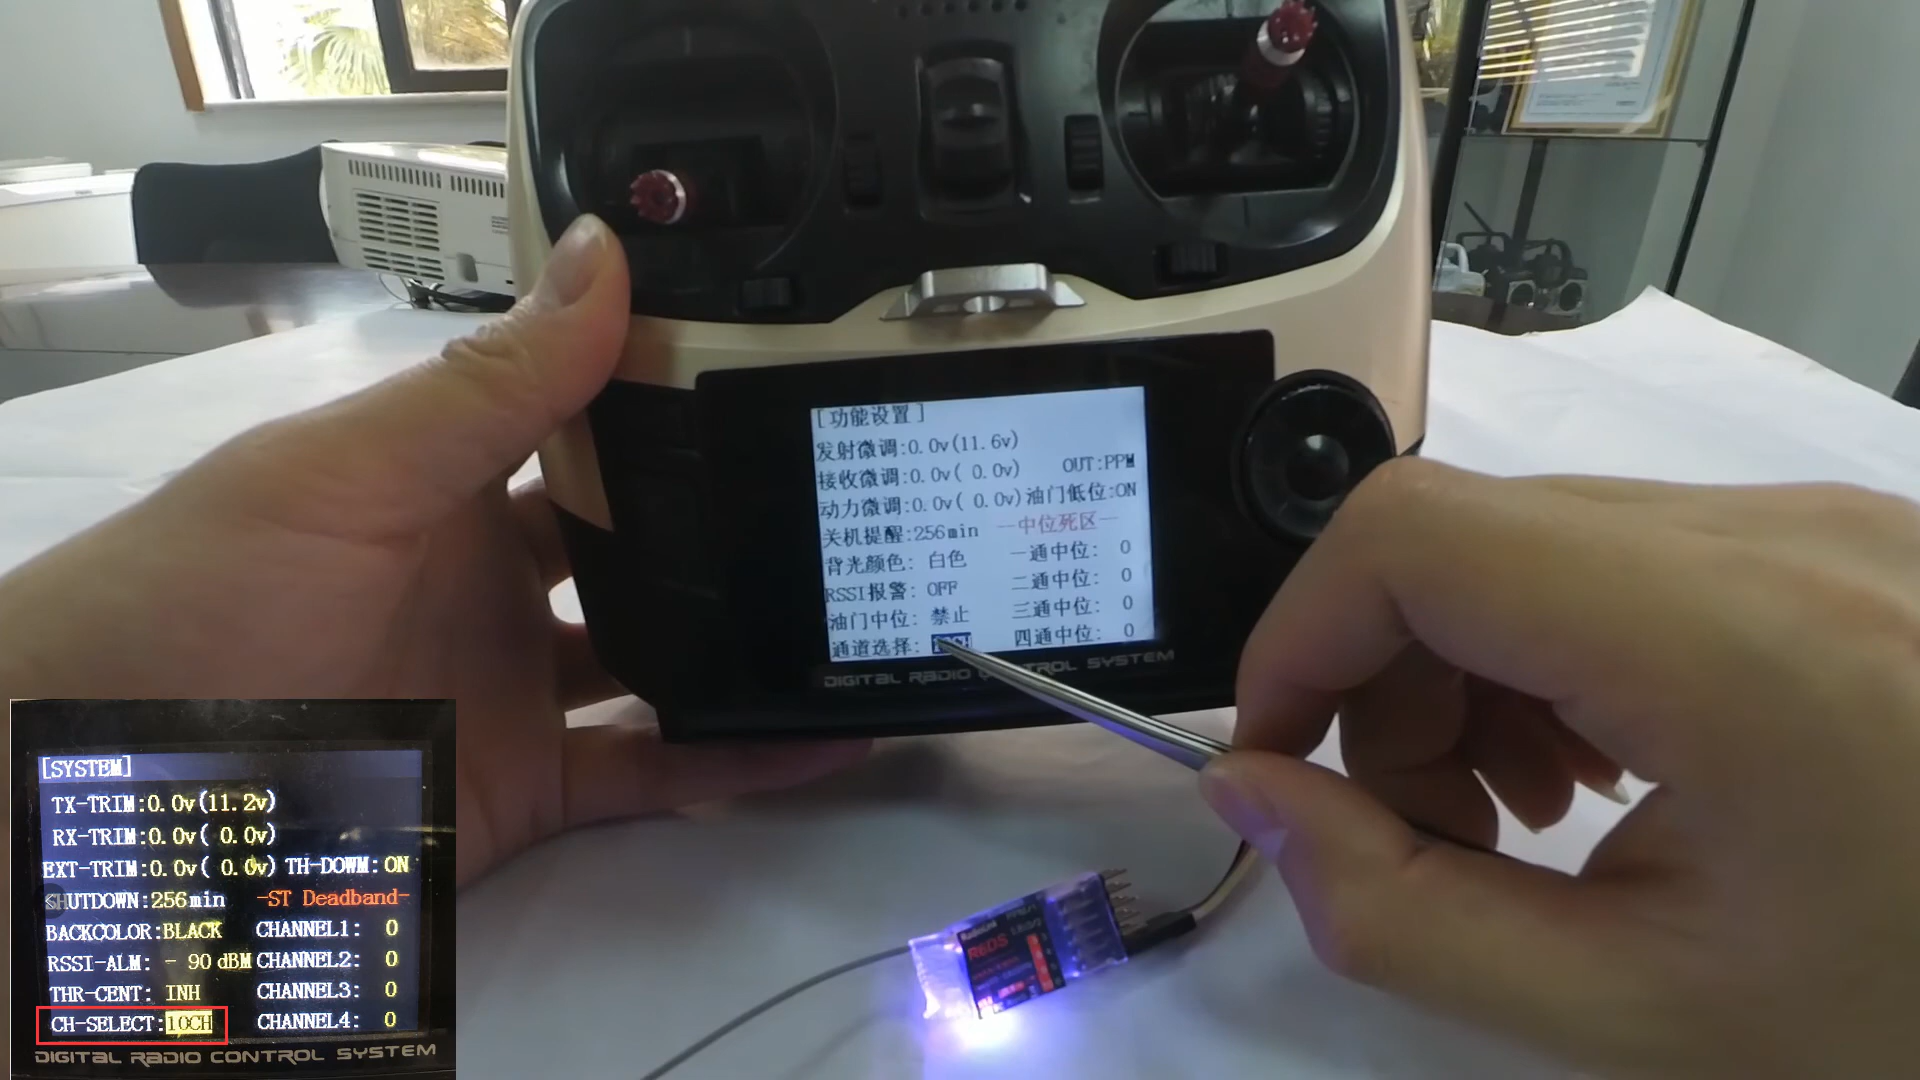 [功能设置]
发射微调:0.0v(11.6v)
接收微调:0.0v( 0.0v) OUT:PPM
动力微调:0.0v( 0.0v)油门低位:ON
关机提醒:256min --中位死区--
背光颜色: 白色 一通中位: 0
RSSI报警: OFF 二通中位: 0
油门中位: 禁止 三通中位: 0
通道选择: 四通中位: 0
DIGITAL RADIO CONTROL SYSTEM
RadioLink
R6DS
[SYSTEM]
TX-TRIM:0.0v(11.2v)
RX-TRIM:0.0v( 0.0v)
EXT-TRIM:0.0v( 0.0v) TH-DOWM:ON
SHUTDOWN:256min -ST Deadband-
BACKCOLOR:BLACK CHANNEL1: 0
RSSI-ALM: - 90 dBM CHANNEL2: 0
THR-CENT: INH CHANNEL3: 0
CH-SELECT:10CH CHANNEL4: 0
DIGITAL RADIO CONTROL SYSTEM